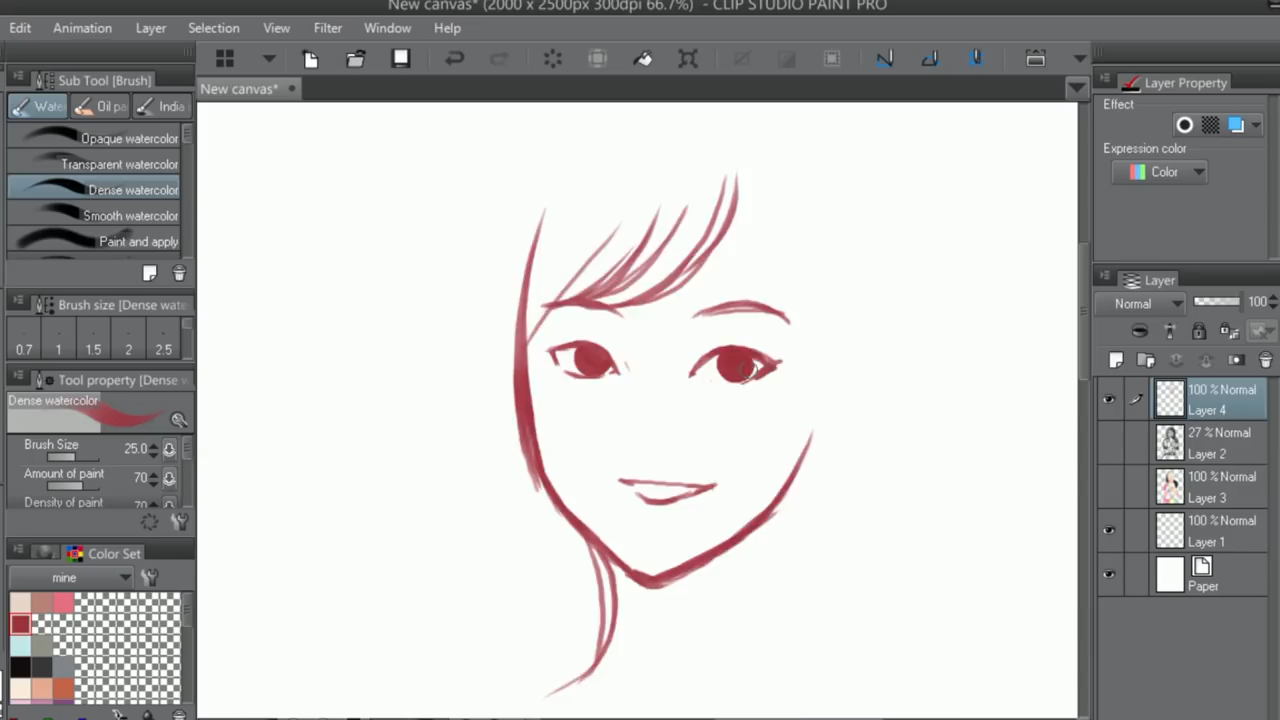 New canvas* (2000 x 2500px 300dpi 66.7%) - CLIP STUDIO PAINT PRO
Edit Animation Layer Selection View Filter Window Help
Sub Tool [Brush]
New canvas*
Layer Property
Wate Oil pa India
Effect
Opaque watercolor
Transparent watercolor
Expression color
Dense watercolor
Color
Smooth watercolor
Paint and apply
Layer
Brush size [Dense wate
Normal 100
0.7 1 1.5 2 2.5
Tool property [Dense w
Dense watercolor
100 % Normal
Layer 4
Brush Size 25.0
27 % Normal
Layer 2
Amount of paint 70
100 % Normal
Layer 3
Density of paint 70
100 % Normal
Layer 1
Color Set
mine
Paper